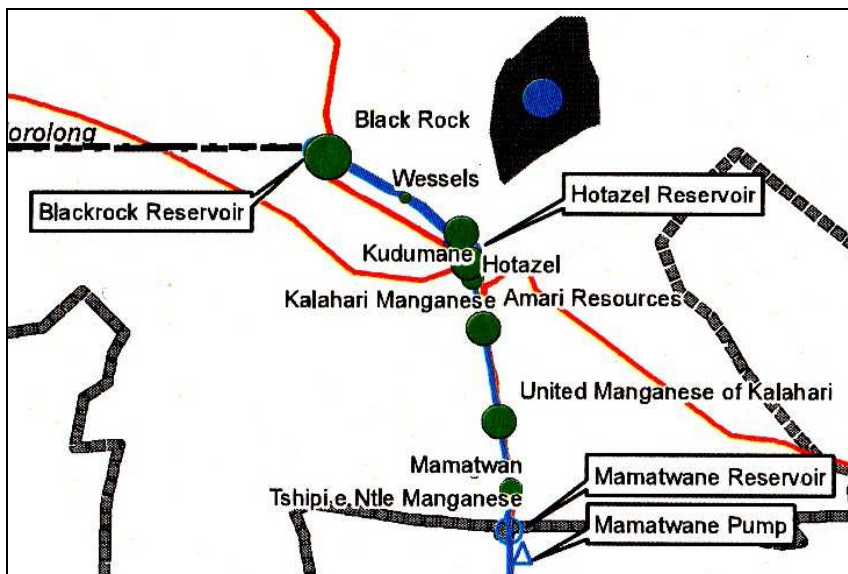 Black Rock
orolong
Wessels
Hotazel Reservoir
Blackrock Reservoir
Kudumane
Hotazel
Kalahari Manganese
Amari Resources
United Manganese of Kalahari
Mamatwan
Mamatwane Reservoir
Tshipi e Ntle Manganese
Mamatwane Pump